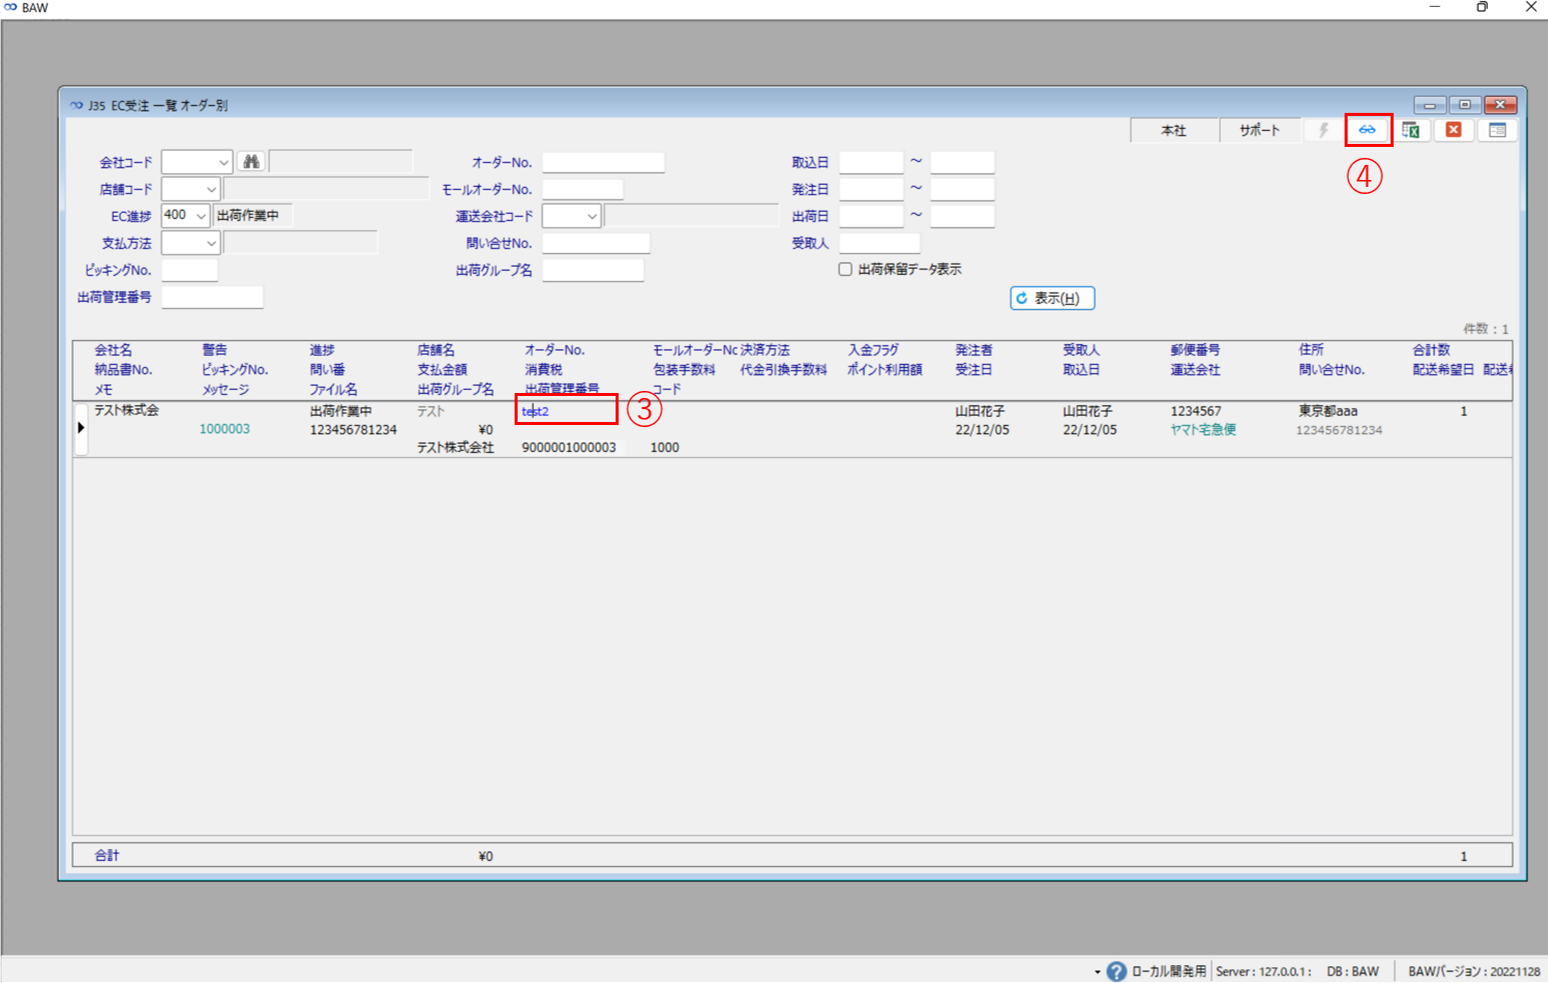 BAW
J35 EC受注 一覧 オーダー別
本社 サポート
④
会社コード オーダーNo. 取込日 ～
店舗コード モールオーダーNo. 発注日 ～
EC進捗 400 出荷作業中 運送会社コード 出荷日 ～
支払方法 問い合せNo. 受取人
ピッキングNo. 出荷グループ名 出荷保留データ表示
出荷管理番号 表示(H)
件数 : 1
会社名 警告 進捗 店舗名 オーダーNo. モールオーダーNo 決済方法 入金フラグ 発注者 受取人 郵便番号 住所 合計数
納品書No. ピッキングNo. 問い番 支払金額 消費税 包装手数料 代金引換手数料 ポイント利用額 受注日 取込日 運送会社 問い合せNo. 配送希望日 配送
メモ メッセージ ファイル名 出荷グループ名 出荷管理番号 コード
テスト株式会 出荷作業中 テスト test2 ③ 山田花子 山田花子 1234567 東京都aaa 1
1000003 123456781234 ¥0 22/12/05 22/12/05 ヤマト宅急便 123456781234
テスト株式会社 9000001000003 1000
合計 ¥0 1
ローカル開発用 Server : 127.0.0.1 : DB : BAW BAWバージョン : 20221128